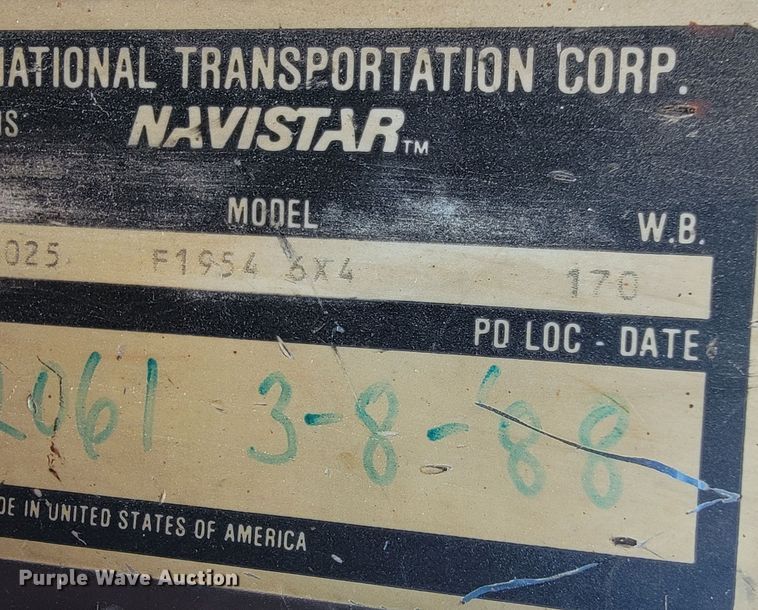 NATIONAL TRANSPORTATION CORP.
NAVISTAR™
MODEL W.B.
025 F1954 6X4 170
PD LOC - DATE
2061 3-8-'88
DE IN UNITED STATES OF AMERICA
Purple Wave Auction